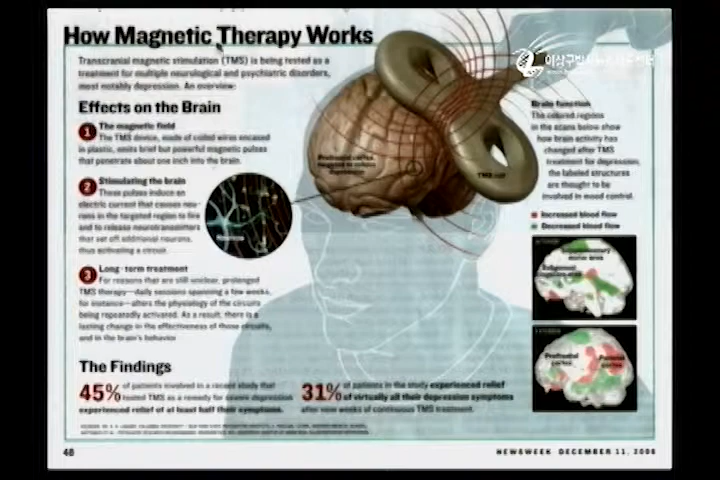 How Magnetic Therapy Works
Transcranial magnetic stimulation (TMS) is being tested as a
treatment for multiple neurological and psychiatric disorders,
most notably depression. An overview:
Effects on the Brain
1 The magnetic field
The TMS device, made of coiled wires encased
in plastic, emits brief but powerful magnetic pulses
that penetrate about one inch into the brain.
2 Stimulating the brain
These pulses induce an
electric current that causes neu-
rons in the targeted region to fire
and to release neurotransmitters
that set off additional neurons,
thus activating a circuit.
3 Long-term treatment
For reasons that are still unclear, prolonged
TMS therapy—daily sessions spanning a few weeks,
for instance—alters the physiology of the circuits
being repeatedly activated. As a result, there is a
lasting change in the effectiveness of those circuits,
and in the brain's behavior
Prefrontal cortex
TMS coil
Brain function
The colored regions
in the scans below show
how brain activity has
changed after TMS
treatment for depression,
the labeled structures
are thought to be
involved in mood control.
Increased blood flow
Decreased blood flow
Supplementary
motor area
Prefrontal
cortex
Parietal
cortex
The Findings
45% of patients involved in a recent study that
tested TMS as a remedy for severe depression
experienced relief of at least half their symptoms.
31% of patients in the study experienced relief
of virtually all their depression symptoms
after nine weeks of continuous TMS treatment.
48
NEWSWEEK DECEMBER 11, 2006